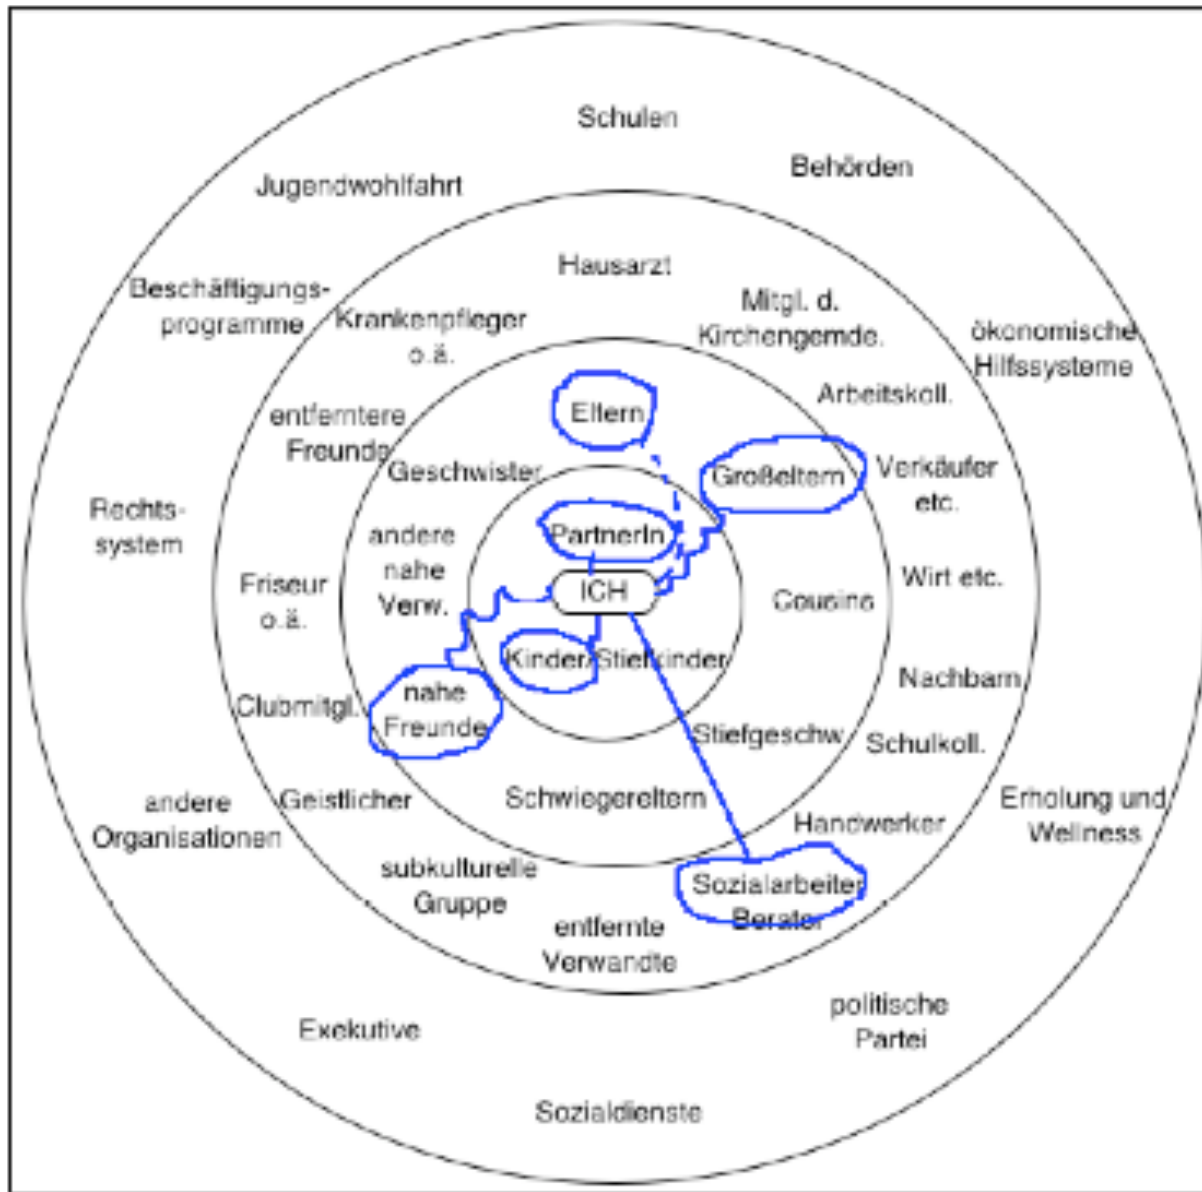 Schulen
Behörden
Jugendwohlfahrt
Hausarzt
Beschäftigungs-
programme
Mitgl. d.
Kirchengemde.
Krankenpfleger
o.ä.
ökonomische
Hilfssysteme
Arbeitskoll.
Eltern
entferntere
Freunde
Geschwister
Großeltern
Verkäufer
etc.
Rechts-
system
andere
nahe
Verw.
PartnerIn
ICH
Friseur
o.ä.
Cousins
Wirt etc.
Kinder/Stiefkinder
Nachbarn
nahe
Freunde
Clubmitgl.
Stiefgeschw.
Schulkoll.
Geistlicher
Schwiegereltern
andere
Organisationen
Handwerker
Erholung und
Wellness
subkulturelle
Gruppe
Sozialarbeiter
Berater
entfernte
Verwandte
politische
Partei
Exekutive
Sozialdienste